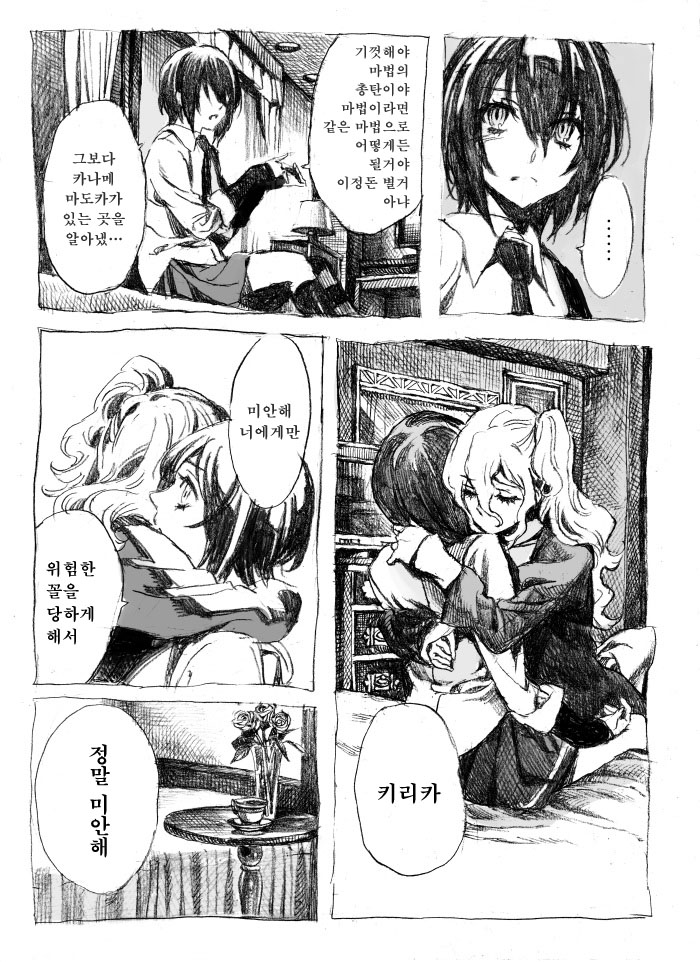 ……
기껏해야
마법의
총탄이야
마법이라면
같은 마법으로
어떻게든
될거야
이정돈 별거
아냐
그보다
카나메
마도카가
있는 곳을
알아냈…
키리카
미안해
너에게만
위험한
꼴을
당하게
해서
정말 미안해